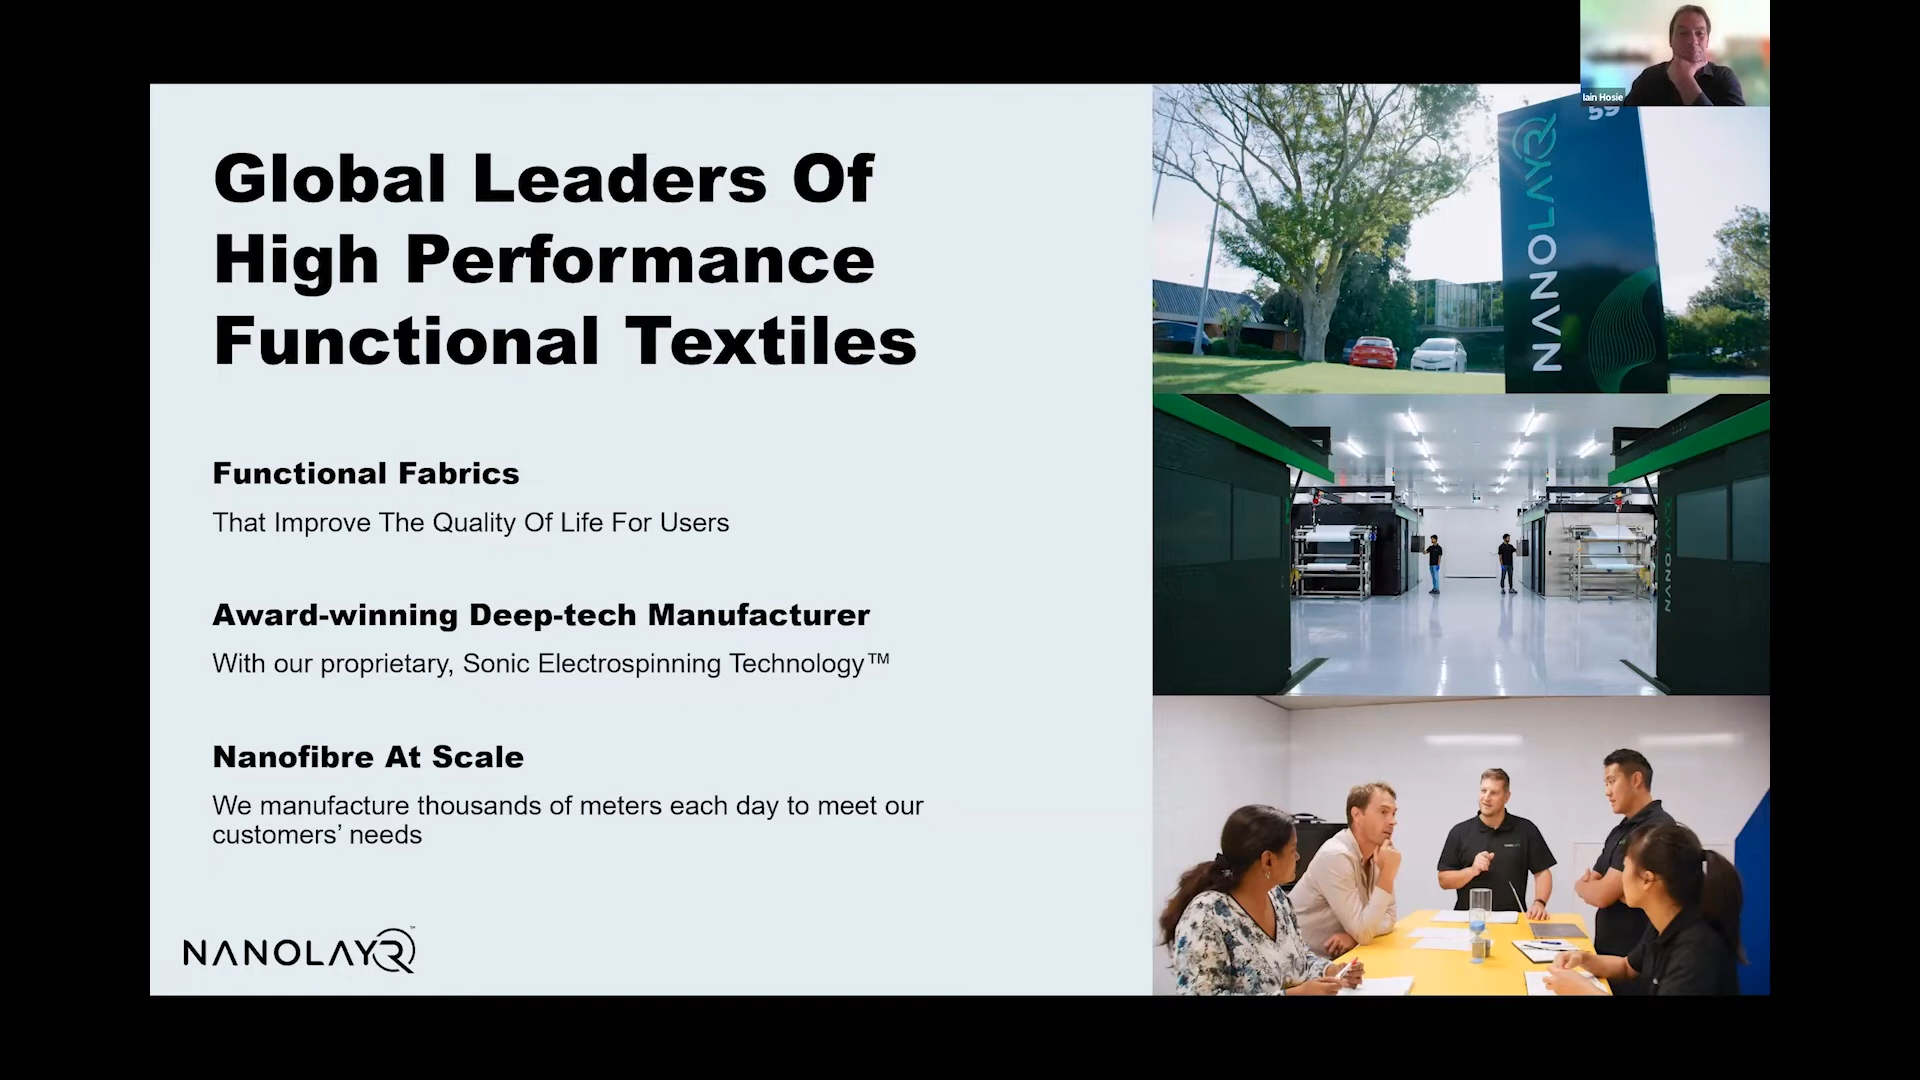 Iain Hosie
Global Leaders Of
High Performance
Functional Textiles
Functional Fabrics
That Improve The Quality Of Life For Users
Award-winning Deep-tech Manufacturer
With our proprietary, Sonic Electrospinning Technology™
Nanofibre At Scale
We manufacture thousands of meters each day to meet our
customers’ needs
NANOLAYR™
59
NANOLAYR
NANOLAYR